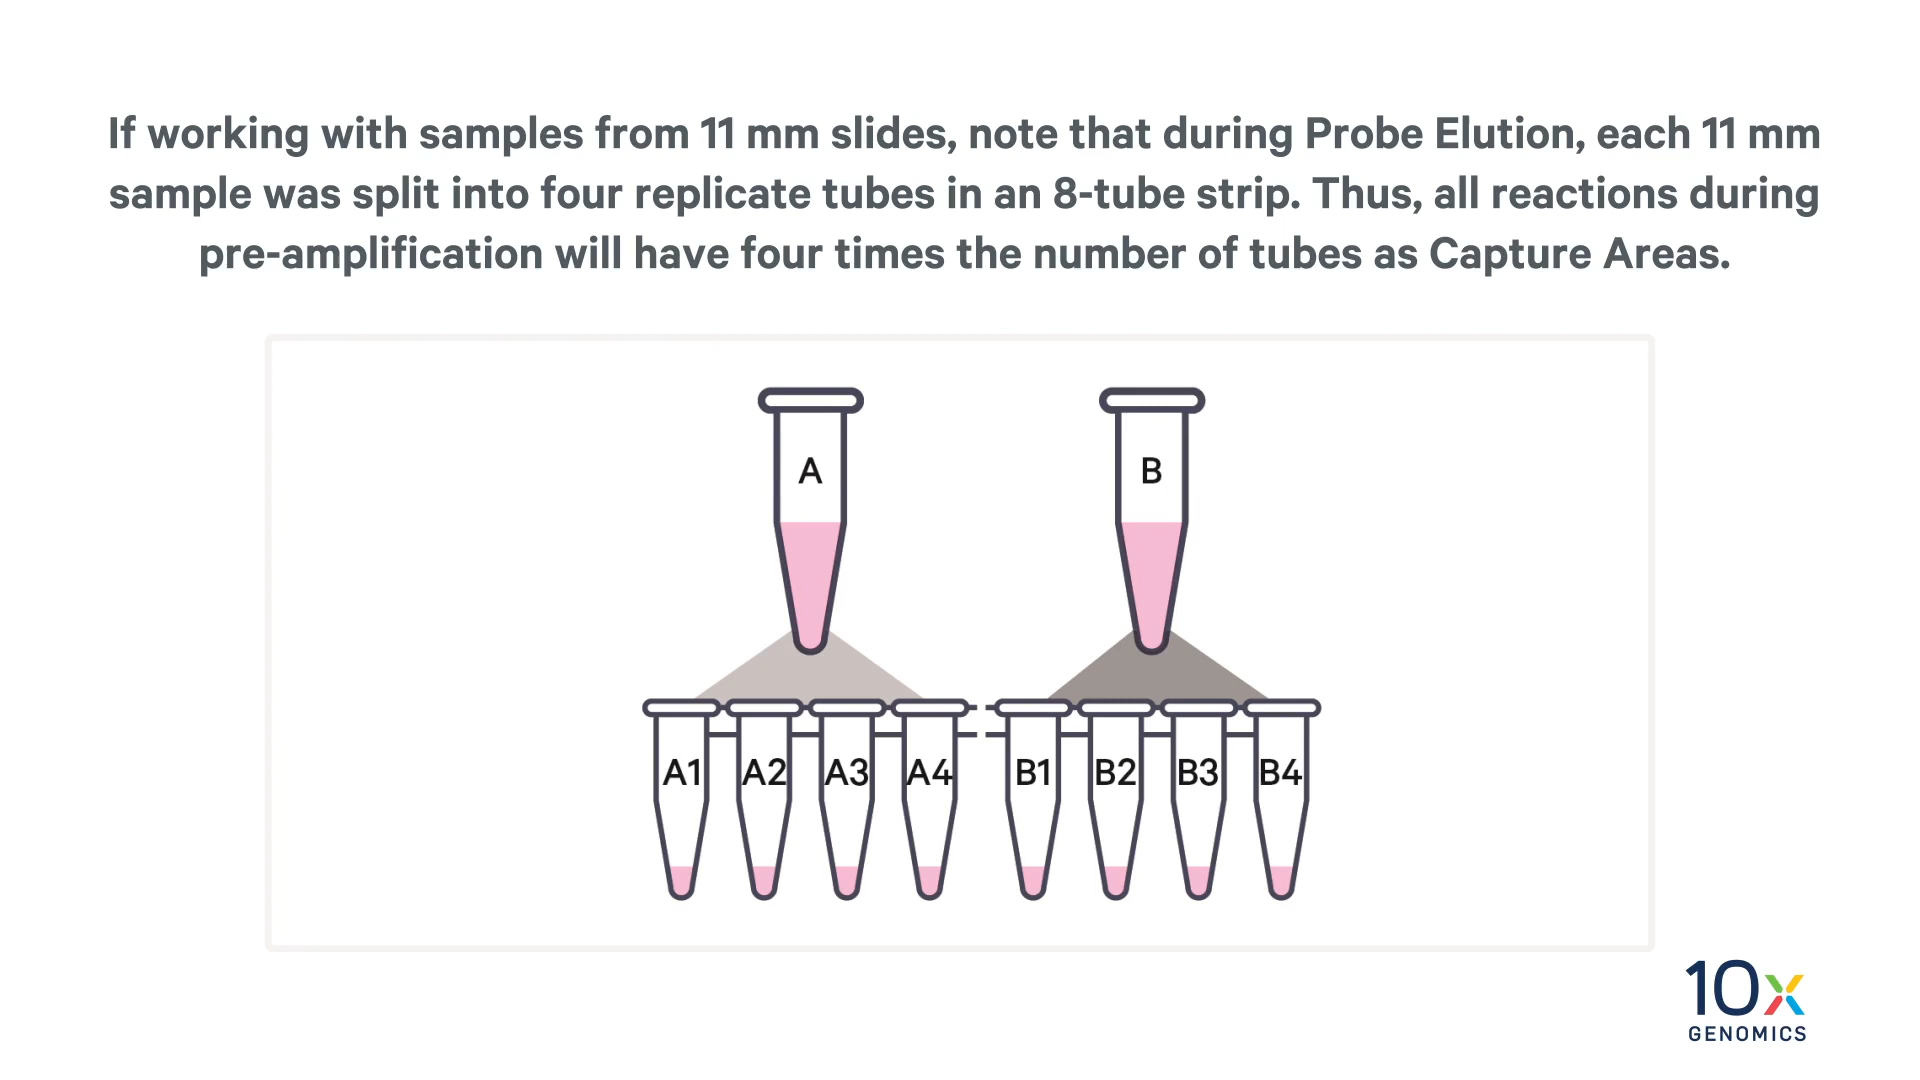 If working with samples from 11 mm slides, note that during Probe Elution, each 11 mm
sample was split into four replicate tubes in an 8-tube strip. Thus, all reactions during
pre-amplification will have four times the number of tubes as Capture Areas.
A
B
A1
A2
A3
A4
B1
B2
B3
B4
10x
GENOMICS